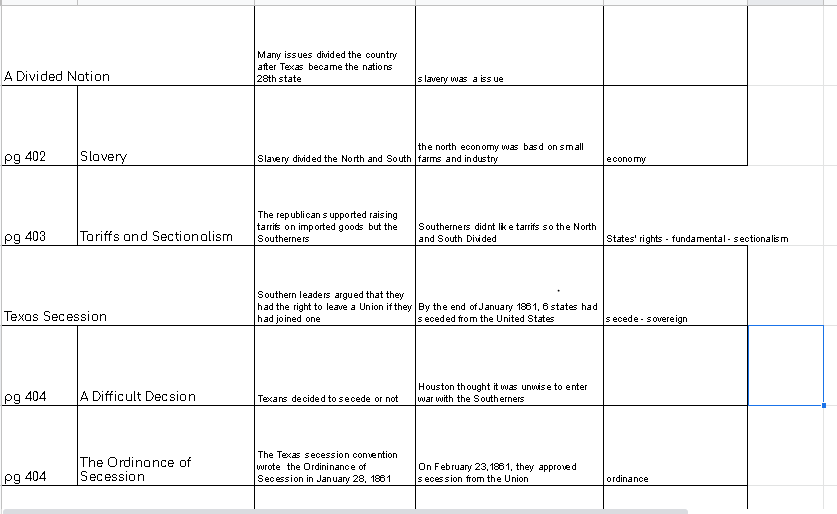 A Divided Nation
Many issues divided the country
after Texas became the nations
28th state
slavery was a issue
pg 402
Slavery
Slavery divided the North and South
the north economy was basd on small
farms and industry
economy
pg 403
Tariffs and Sectionalism
The republican supported raising
tarrifs on imported goods but the
Southerners
Southerners didnt like tarrifs so the North
and South Divided
States' rights - fundamental - sectionalism
Texas Secession
Southern leaders argued that they
had the right to leave a Union if they
had joined one
By the end of January 1861, 6 states had
seceded from the United States
secede - sovereign
pg 404
A Difficult Decsion
Texans decided to secede or not
Houston thought it was unwise to enter
war with the Southerners
pg 404
The Ordinance of
Secession
The Texas secession convention
wrote the Ordininance of
Secession in January 28, 1861
On February 23,1861, they approved
secession from the Union
ordinance